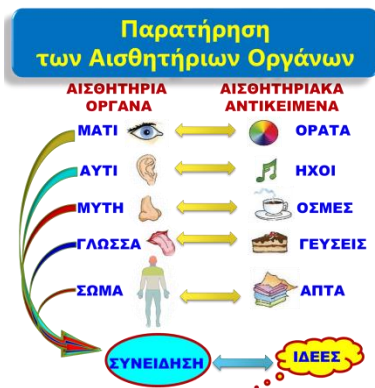 Παρατήρηση
των Αισθητήριων Οργάνων
ΑΙΣΘΗΤΗΡΙΑ ΟΡΓΑΝΑ
ΑΙΣΘΗΤΗΡΙΑΚΑ ΑΝΤΙΚΕΙΜΕΝΑ
ΜΑΤΙ ΟΡΑΤΑ
ΑΥΤΙ ΗΧΟΙ
ΜΥΤΗ ΟΣΜΕΣ
ΓΛΩΣΣΑ ΓΕΥΣΕΙΣ
ΣΩΜΑ ΑΠΤΑ
ΣΥΝΕΙΔΗΣΗ ΙΔΕΕΣ